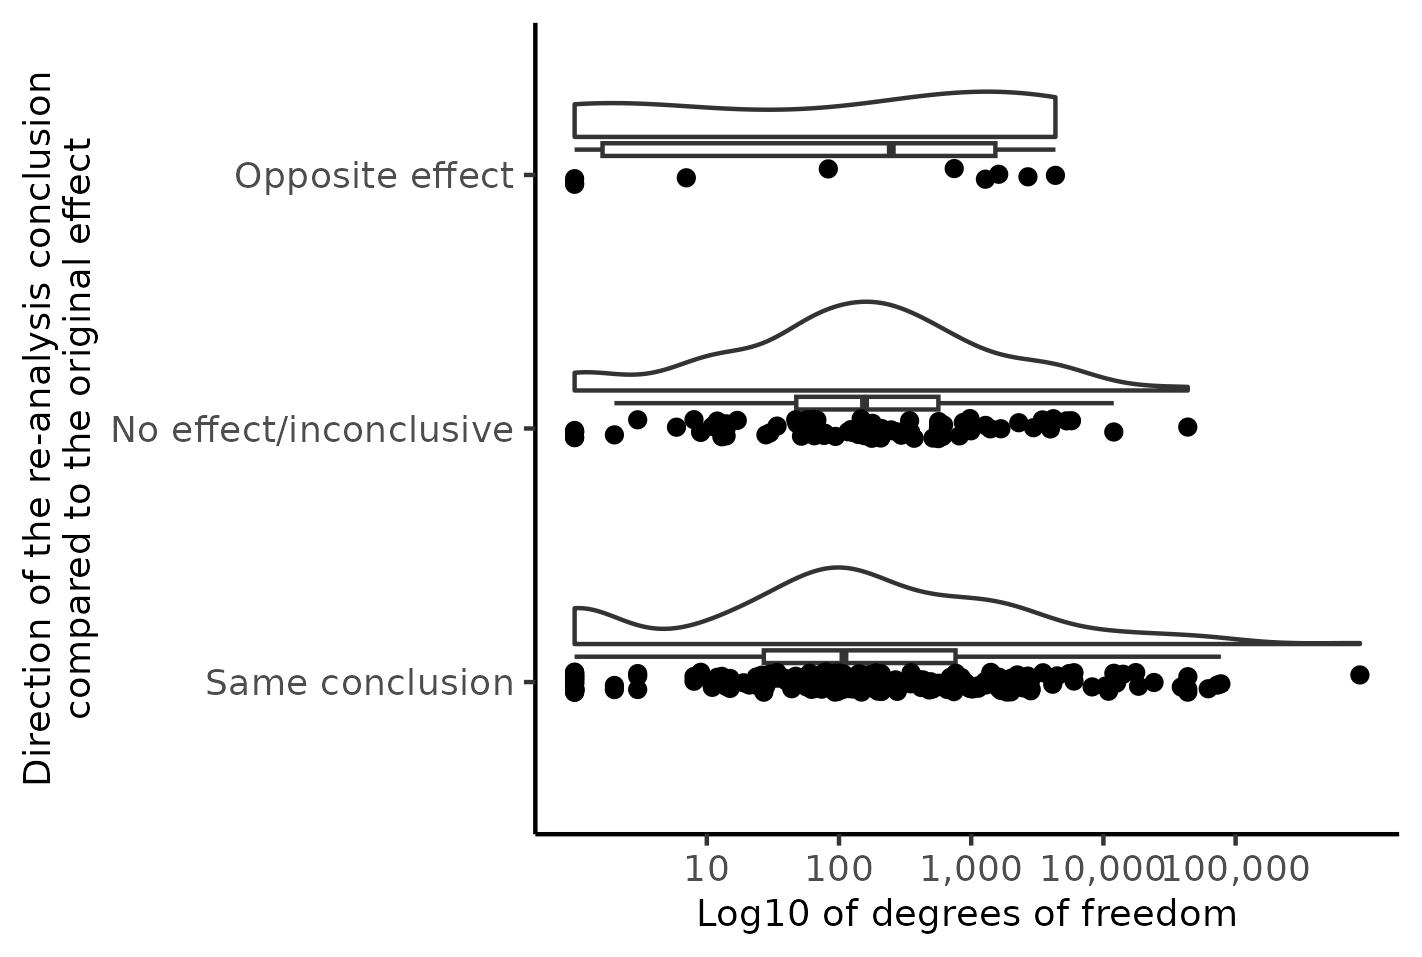 Direction of the re-analysis conclusion
compared to the original effect
Opposite effect
No effect/inconclusive
Same conclusion
10
100
1,000
10,000
100,000
Log10 of degrees of freedom